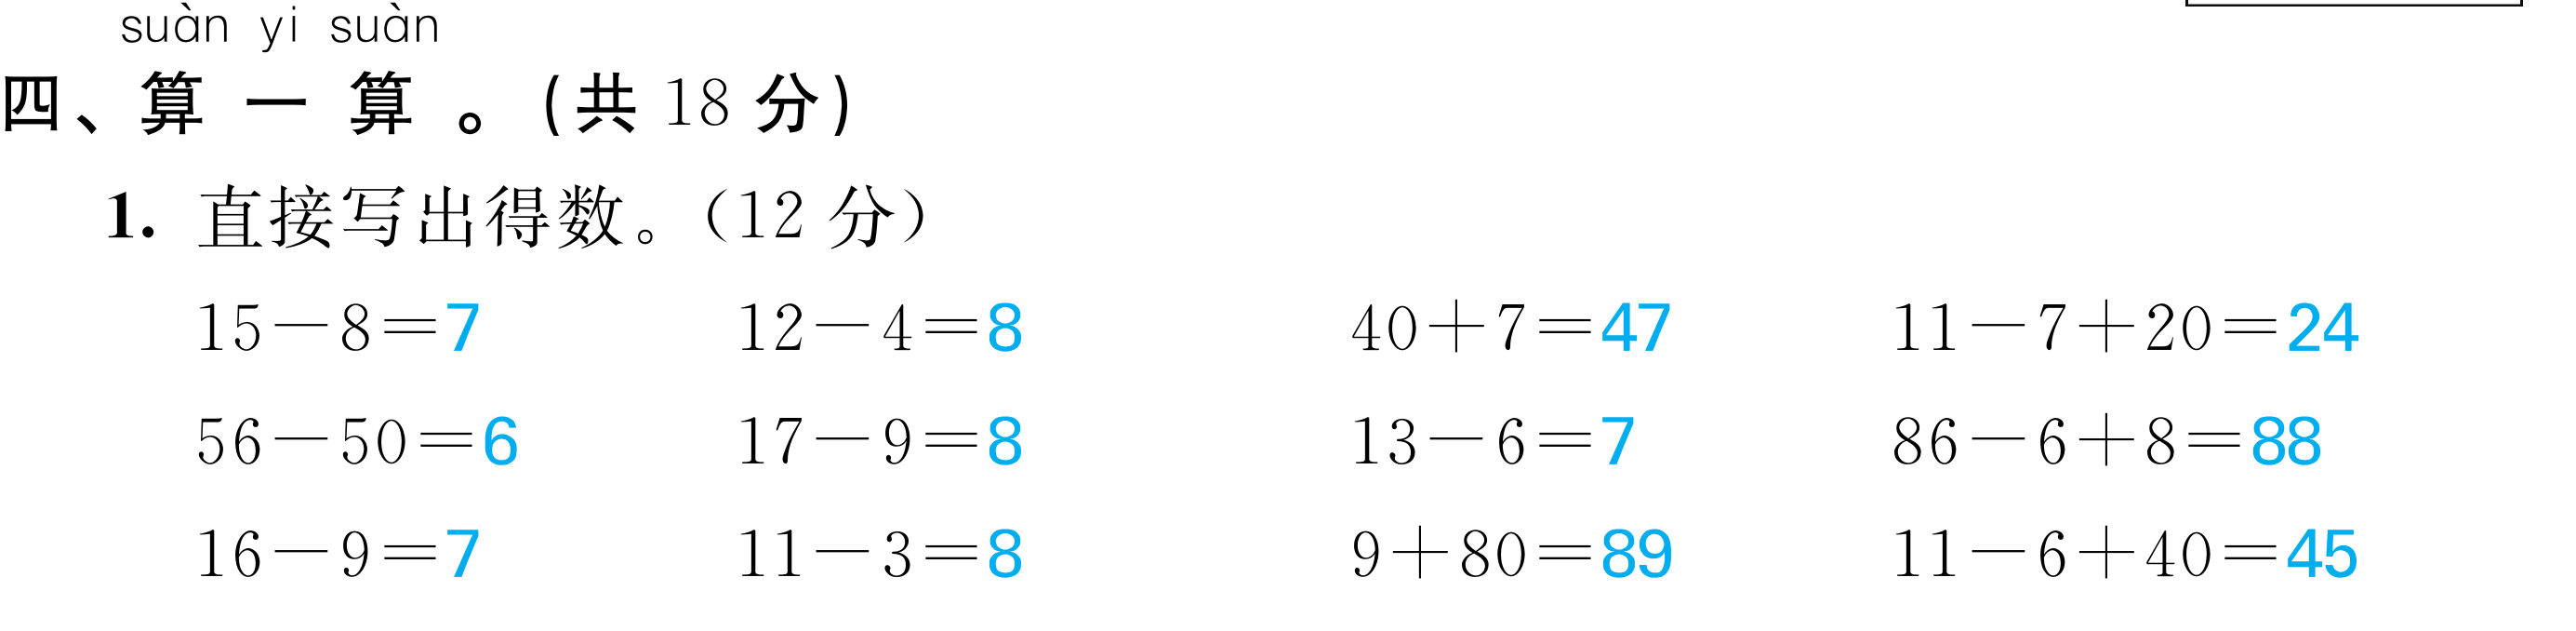 suàn yi suàn
四、算 一 算 。(共 18 分)
1. 直接写出得数。(12 分)
15-8=7 12-4=8 40+7=47 11-7+20=24
56-50=6 17-9=8 13-6=7 86-6+8=88
16-9=7 11-3=8 9+80=89 11-6+40=45